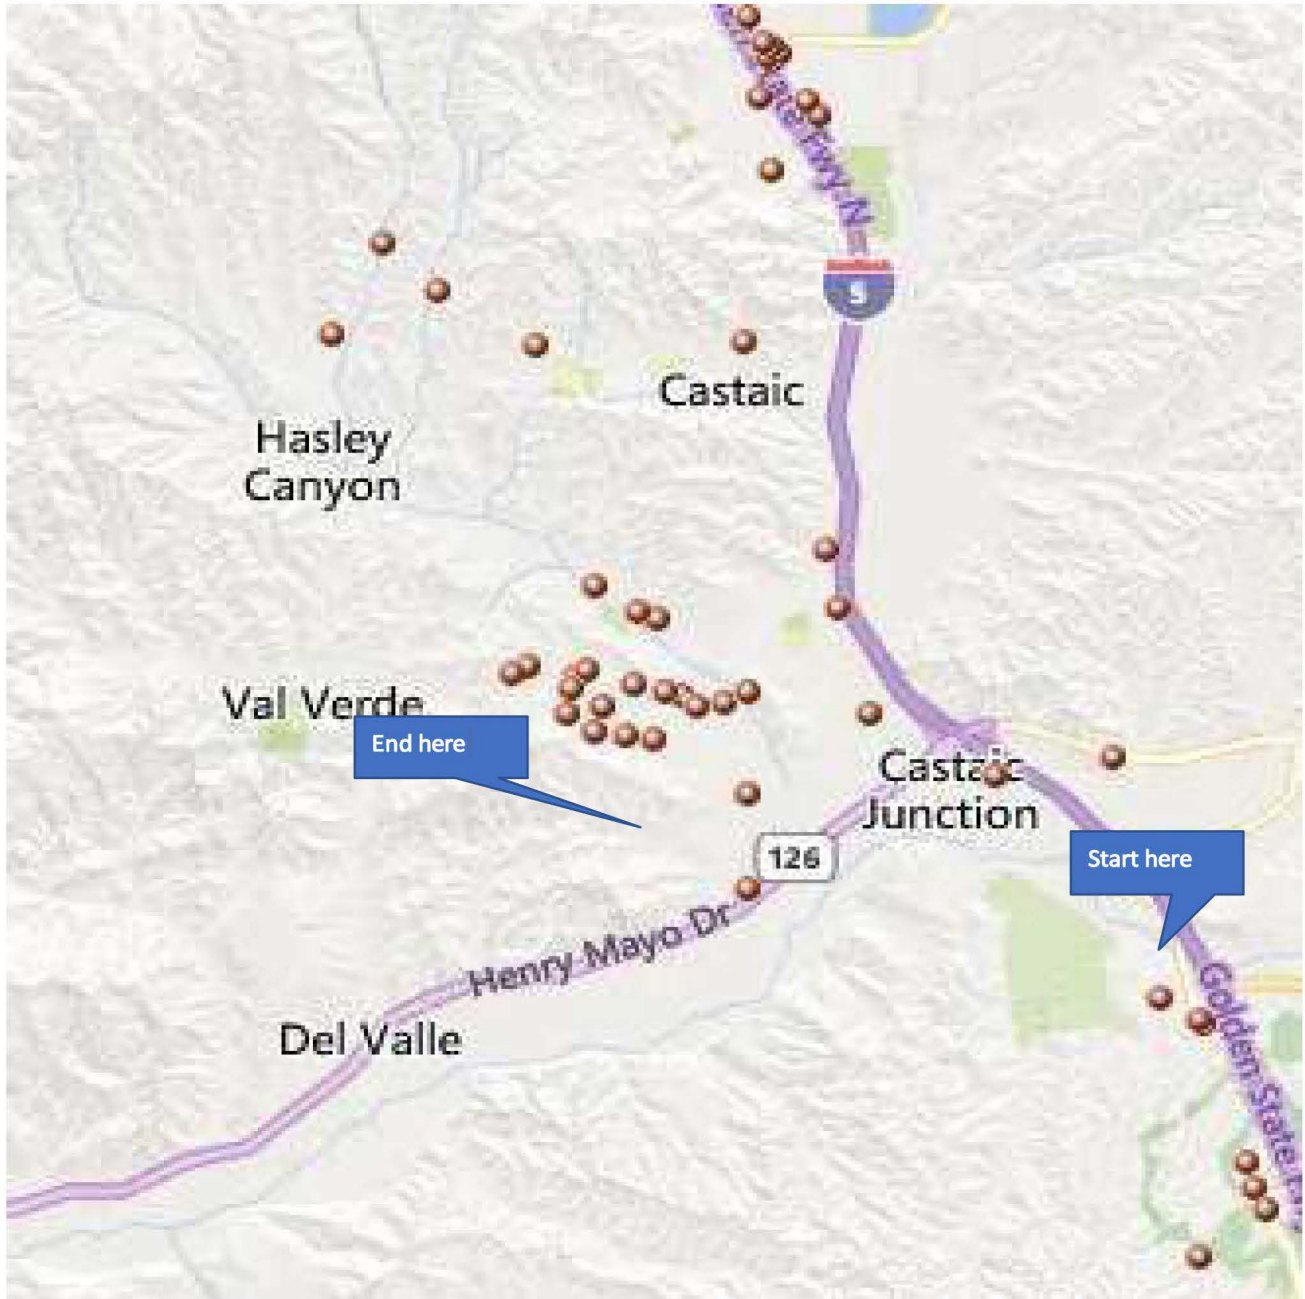 5
Castaic
Hasley
Canyon
Val Verde
End here
Castaic
Junction
126
Start here
Henry Mayo Dr
Golden State
Del Valle